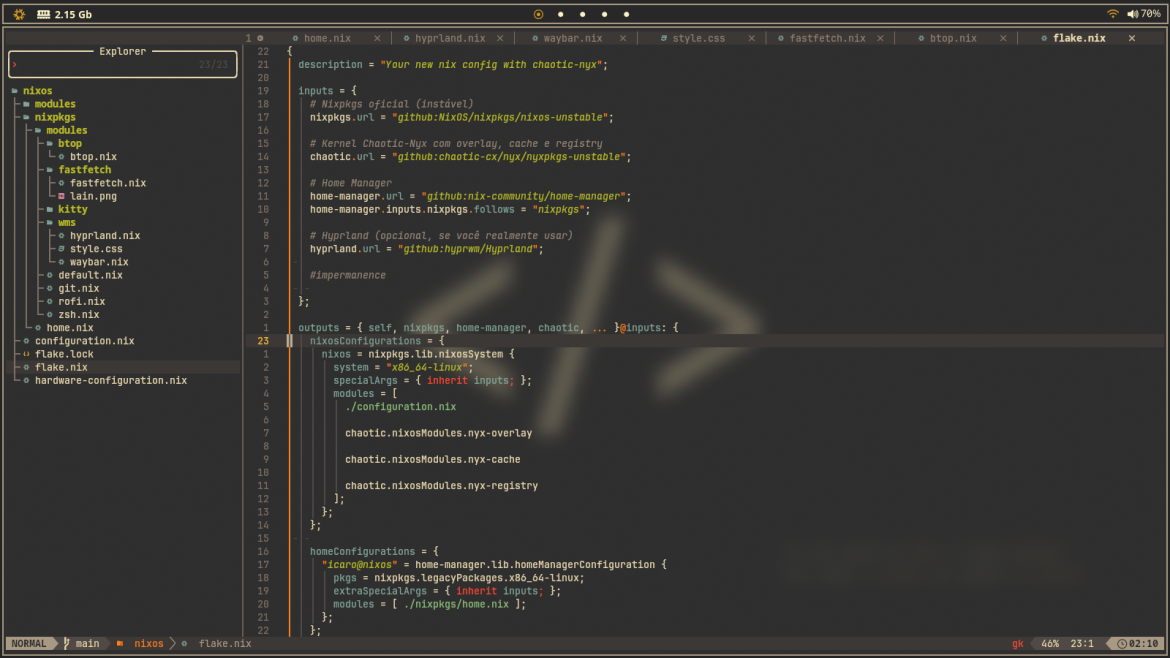 2.15 Gb
70%
Explorer
23/23
nixos
modules
nixpkgs
modules
btop
btop.nix
fastfetch
fastfetch.nix
lain.png
kitty
wms
hyprland.nix
style.css
waybar.nix
default.nix
git.nix
rofi.nix
zsh.nix
home.nix
configuration.nix
flake.lock
flake.nix
hardware-configuration.nix
1 home.nix × hyprland.nix × waybar.nix × style.css × fastfetch.nix × btop.nix × flake.nix ×
22 {
21 description = "Your new nix config with chaotic-nyx";
20
19 inputs = {
18 # Nixpkgs oficial (instável)
17 nixpkgs.url = "github:NixOS/nixpkgs/nixos-unstable";
16
15 # Kernel Chaotic-Nyx com overlay, cache e registry
14 chaotic.url = "github:chaotic-cx/nyx/nyxpkgs-unstable";
13
12 # Home Manager
11 home-manager.url = "github:nix-community/home-manager";
10 home-manager.inputs.nixpkgs.follows = "nixpkgs";
9
8 # Hyprland (opcional, se você realmente usar)
7 hyprland.url = "github:hyprwm/Hyprland";
6
5 #impermanence
4
3 };
2
1 outputs = { self, nixpkgs, home-manager, chaotic, ... }@inputs: {
23 nixosConfigurations = {
1 nixos = nixpkgs.lib.nixosSystem {
2 system = "x86_64-linux";
3 specialArgs = { inherit inputs; };
4 modules = [
5 ./configuration.nix
6
7 chaotic.nixosModules.nyx-overlay
8
9 chaotic.nixosModules.nyx-cache
10
11 chaotic.nixosModules.nyx-registry
12 ];
13 };
14 };
15
16 homeConfigurations = {
17 "icaro@nixos" = home-manager.lib.homeManagerConfiguration {
18 pkgs = nixpkgs.legacyPackages.x86_64-linux;
19 extraSpecialArgs = { inherit inputs; };
20 modules = [ ./nixpkgs/home.nix ];
21 };
22 };
NORMAL main nixos flake.nix gk 46% 23:1 02:10